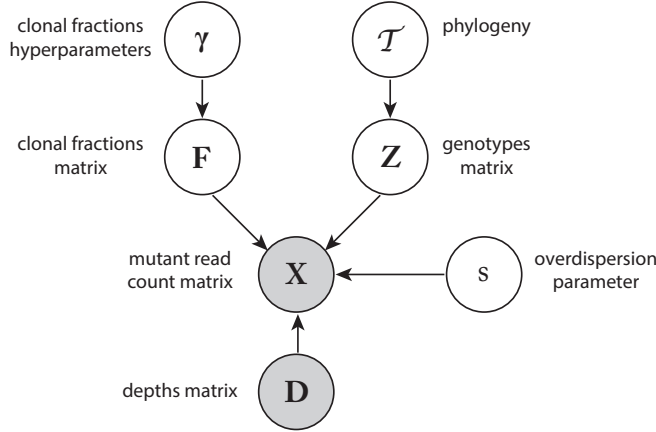 clonal fractions
hyperparameters
γ
𝒯
phylogeny
clonal fractions
matrix
F
Z
genotypes
matrix
mutant read
count matrix
X
s
overdispersion
parameter
depths matrix
D